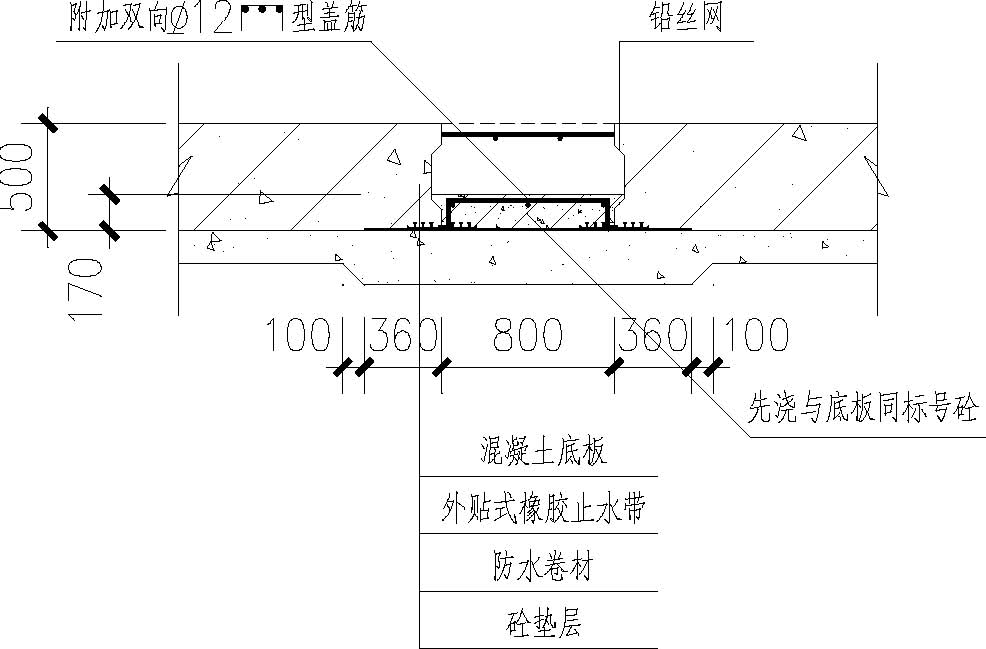 附加双向∅12型盖筋
铅丝网
500
170
100 360 800 360 100
先浇与底板同标号砼
混凝土底板
外贴式橡胶止水带
防水卷材
砼垫层